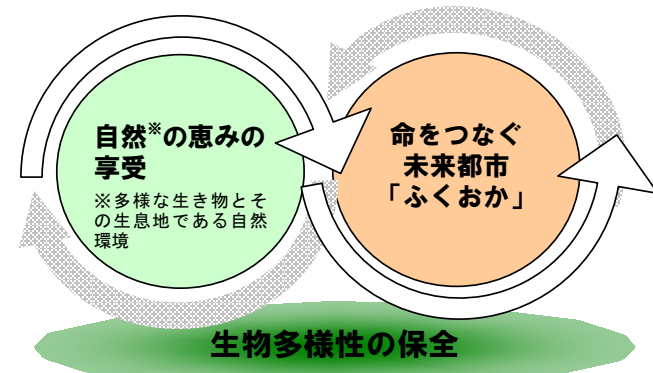 自然※の恵みの
享受
※多様な生き物とそ
の生息地である自然
環境
命をつなぐ
未来都市
「ふくおか」
生物多様性の保全